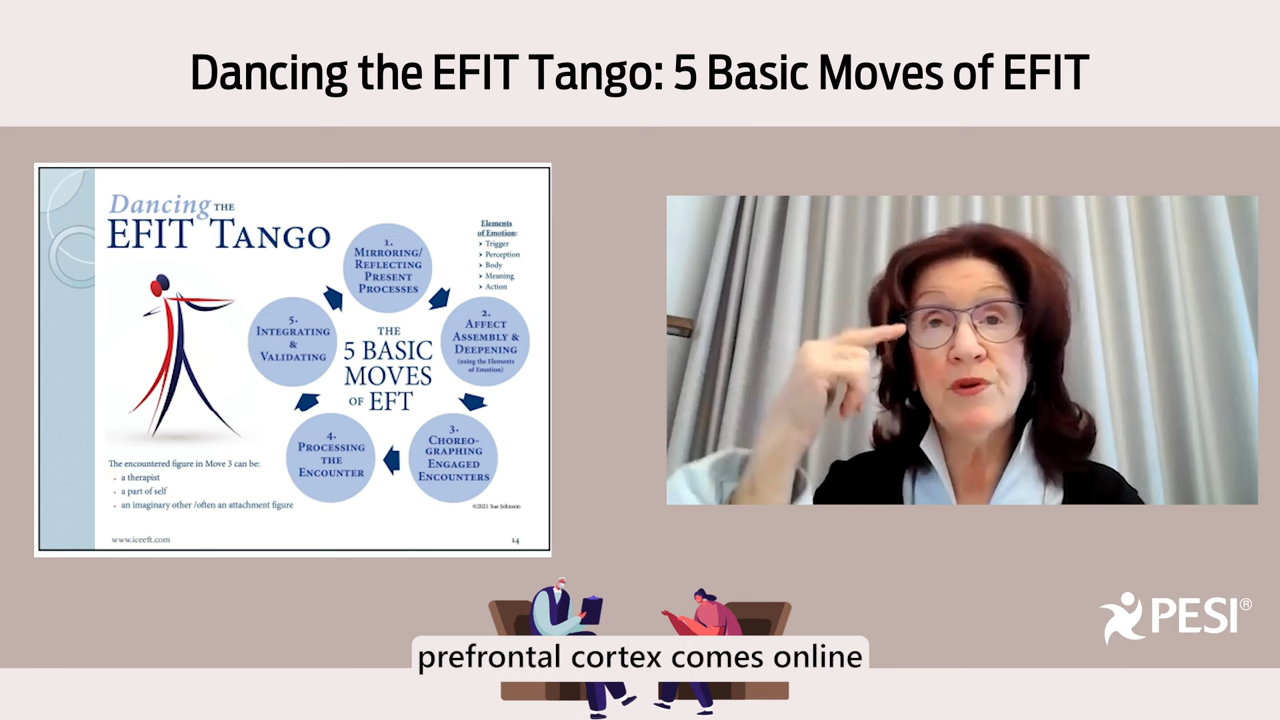 Dancing the EFIT Tango: 5 Basic Moves of EFIT
Dancing THE
EFIT TANGO
Elements
of Emotion:
➤ Trigger
➤ Perception
➤ Body
➤ Meaning
➤ Action
1.
MIRRORING/
REFLECTING
PRESENT
PROCESSES
2.
AFFECT
ASSEMBLY &
DEEPENING
(using the Elements
of Emotion)
3.
CHOREO-
GRAPHING
ENGAGED
ENCOUNTERS
4.
PROCESSING
THE
ENCOUNTER
5.
INTEGRATING
&
VALIDATING
THE
5 BASIC
MOVES
OF EFT
The encountered figure in Move 3 can be:
• a therapist
• a part of self
• an imaginary other /often an attachment figure
©2021 Sue Johnson
www.iceeft.com
14
PESI®
prefrontal cortex comes online